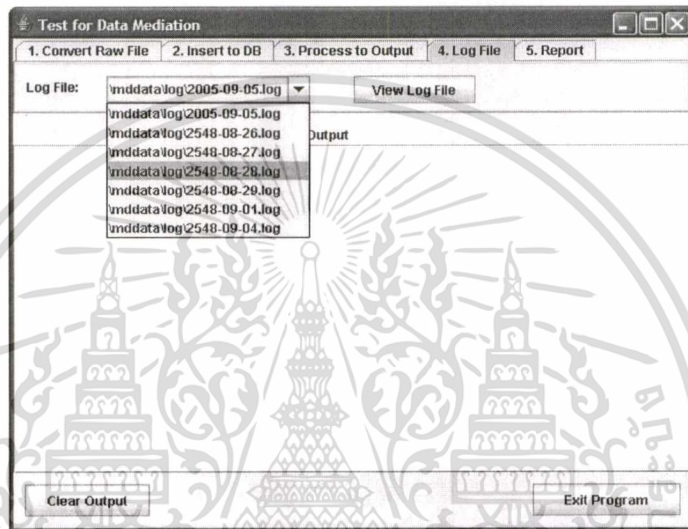 Test for Data Mediation
1. Convert Raw File 2. Insert to DB 3. Process to Output 4. Log File 5. Report
Log File: \mddata\log\2005-09-05.log View Log File
\mddata\log\2005-09-05.log
Output
\mddata\log\2548-08-26.log
\mddata\log\2548-08-27.log
\mddata\log\2548-08-28.log
\mddata\log\2548-08-29.log
\mddata\log\2548-09-01.log
\mddata\log\2548-09-04.log
Clear Output Exit Program